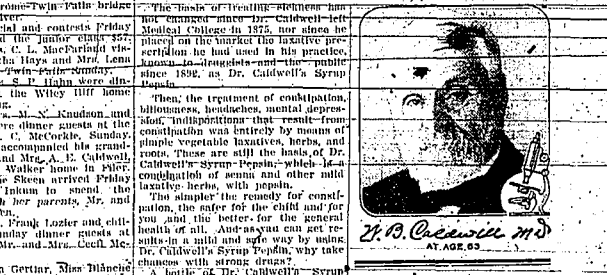 rome-Twin Falls bridge
iver.
cial and contests Friday
ed the junior class $57.
s. C. L. MacFarland vis-
tha Hays and Mrs. Lena
Twin Falls Sunday.
s. S. P. Hahn were din-
the Wiley Iliff home
s. M. N. Knudson and
ere dinner guests at the
C. McCorkle, Sunday.
accompanied his grand-
and Mrs. A. E. Caldwell,
Walker home in Filer.
ie Skeen arrived Friday
Inkum to spend the
h her parents, Mr. and
en.
Frank Lozier and chil-
unday dinner guests at
Mr. and Mrs. Cecil Mc-
Gertlar, Miss Blanche
The basis of treating sickness has
not changed since Dr. Caldwell left
Medical College in 1875, nor since he
placed on the market the laxative pre-
scription he had used in his practice,
known to druggists and the public
since 1892, as Dr. Caldwell's Syrup
Pepsin.
Then, the treatment of constipation,
biliousness, headaches, mental depres-
sion, indispositions that result from
constipation was entirely by means of
simple vegetable laxatives, herbs, and
roots. These are still the basis of Dr.
Caldwell's Syrup Pepsin, which is a
combination of senna and other mild
laxative herbs, with pepsin.
The simpler the remedy for consti-
pation, the safer for the child and for
you and the better for the general
health of all. And as you can get re-
sults in a mild and safe way by using
Dr. Caldwell's Syrup Pepsin, why take
chances with strong drugs?
A bottle of Dr. Caldwell's Syrup
W. B. Caldwell M D
AT AGE 83